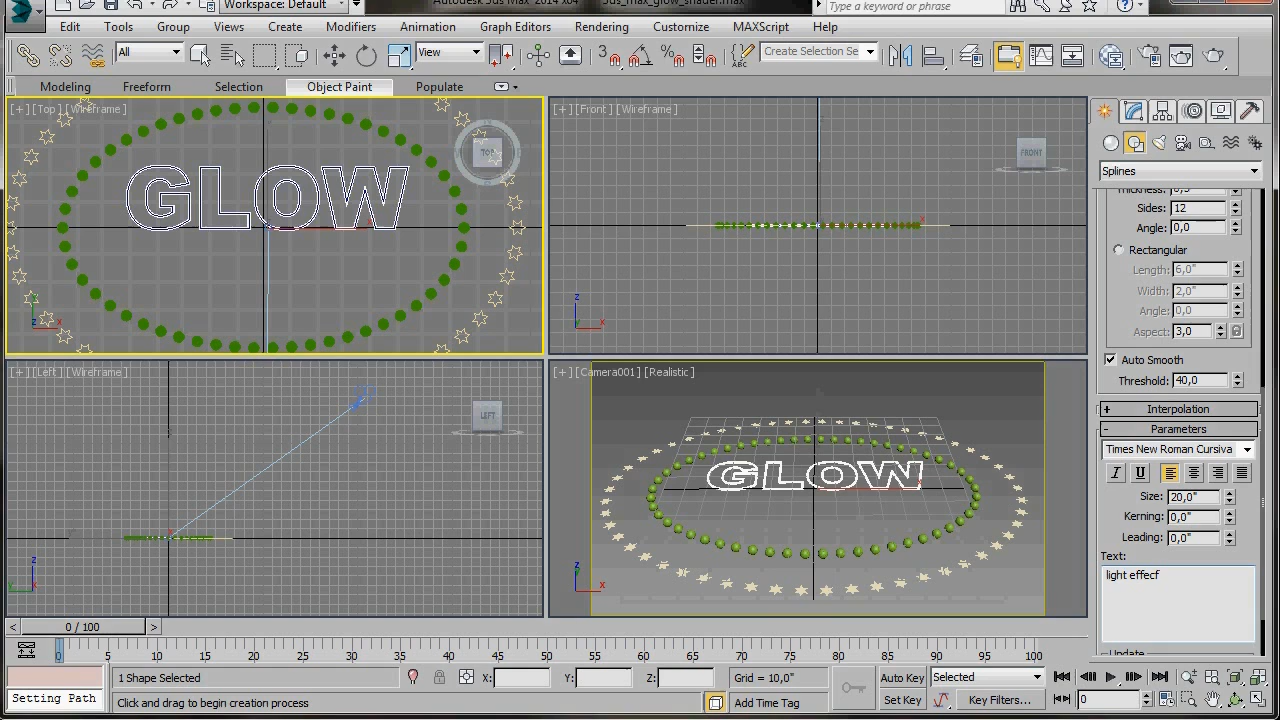 Workspace: Default
Autodesk 3ds Max 2014 x64
3ds_max_glow_shader.max
Type a keyword or phrase
Edit Tools Group Views Create Modifiers Animation Graph Editors Rendering Customize MAXScript Help
All
View
3
ABC
Create Selection Se
Modeling Freeform Selection Object Paint Populate
[+][Top][Wireframe]
TOP
GLOW
[+][Front][Wireframe]
FRONT
Splines
Thickness: 0,5"
Sides: 12
Angle: 0,0
Rectangular
Length: 6,0"
Width: 2,0"
Angle: 0,0
Aspect: 3,0
Auto Smooth
Threshold: 40,0
+ Interpolation
- Parameters
Times New Roman Cursiva
I U
Size: 20,0"
Kerning: 0,0"
Leading: 0,0"
Text:
light effecf
Update
[+][Left][Wireframe]
LEFT
[+][Camera001][Realistic]
GLOW
< 0 / 100 >
0 5 10 15 20 25 30 35 40 45 50 55 60 65 70 75 80 85 90 95 100
1 Shape Selected
X: Y: Z:
Grid = 10,0"
Auto Key
Selected
Setting Path
Click and drag to begin creation process
Add Time Tag
Set Key
Key Filters...
0